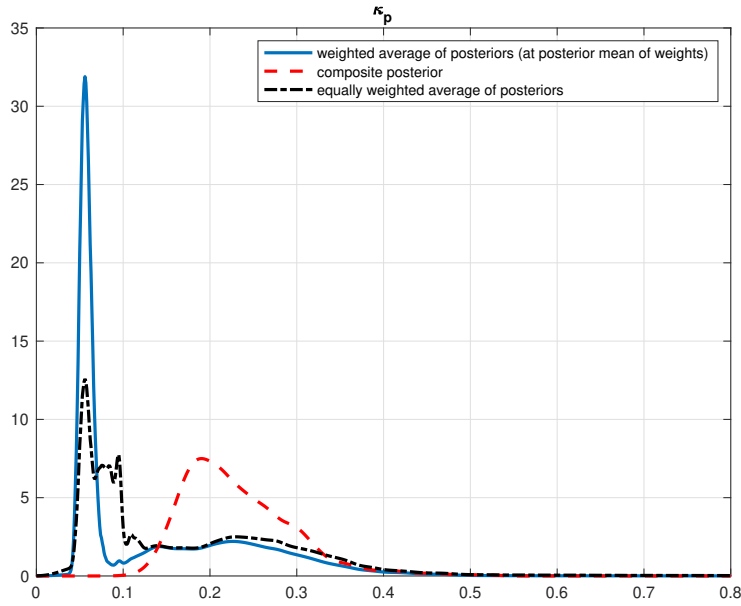 κp
35
30
25
20
15
10
5
0
weighted average of posteriors (at posterior mean of weights)
composite posterior
equally weighted average of posteriors
0 0.1 0.2 0.3 0.4 0.5 0.6 0.7 0.8